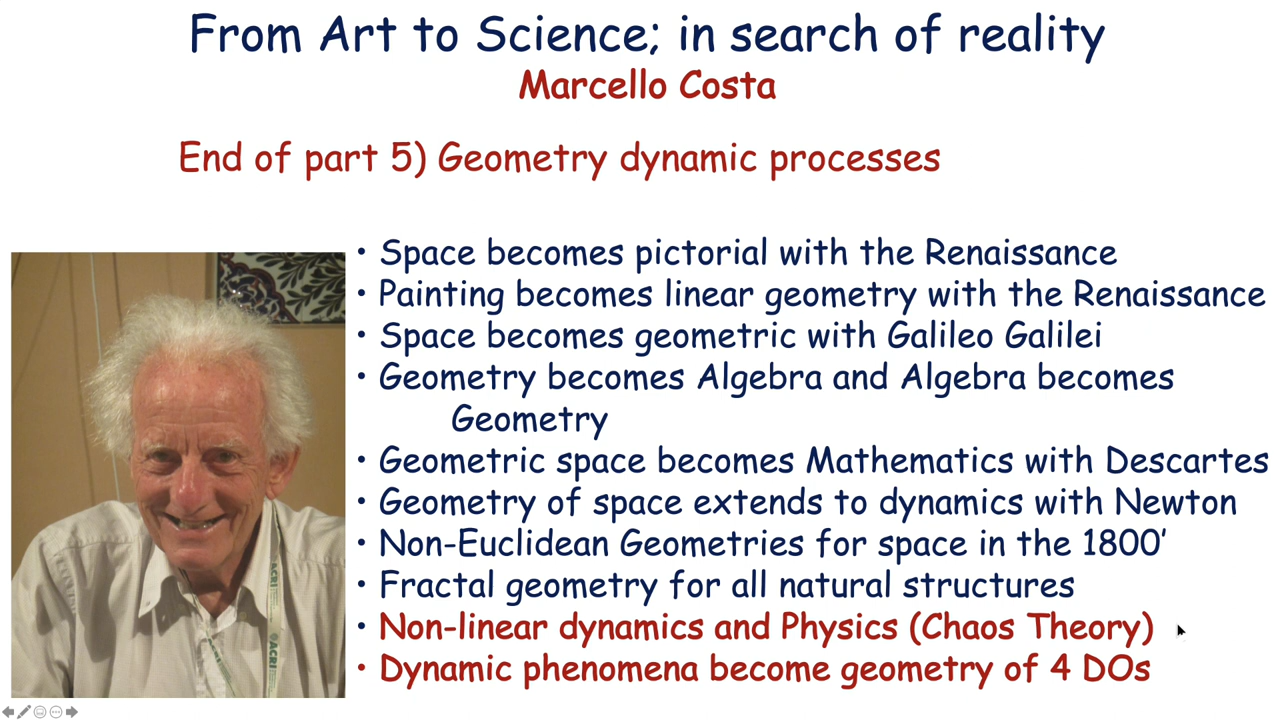 From Art to Science; in search of reality
Marcello Costa
End of part 5) Geometry dynamic processes
• Space becomes pictorial with the Renaissance
• Painting becomes linear geometry with the Renaissance
• Space becomes geometric with Galileo Galilei
• Geometry becomes Algebra and Algebra becomes
Geometry
• Geometric space becomes Mathematics with Descartes
• Geometry of space extends to dynamics with Newton
• Non-Euclidean Geometries for space in the 1800'
• Fractal geometry for all natural structures
• Non-linear dynamics and Physics (Chaos Theory)
• Dynamic phenomena become geometry of 4 DOs
ACRI
ACRI